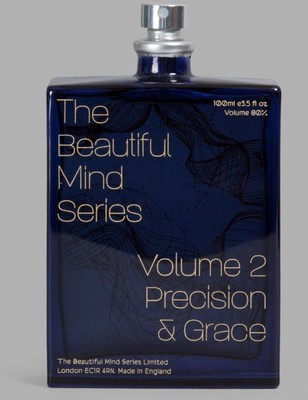 The
Beautiful
Mind
Series
100ml e3.5 fl oz.
Volume 80%
Volume 2
Precision
& Grace
The Beautiful Mind Series Limited
London EC1R 4RN. Made In England